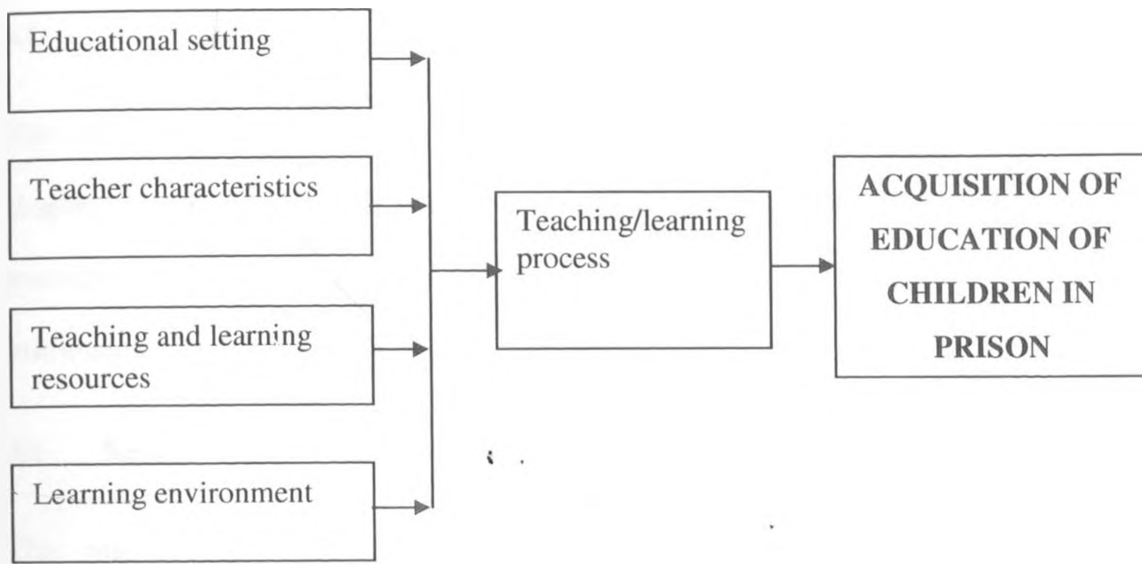 Educational setting
Teacher characteristics
Teaching and learning
resources
Learning environment
Teaching/learning
process
ACQUISITION OF
EDUCATION OF
CHILDREN IN
PRISON